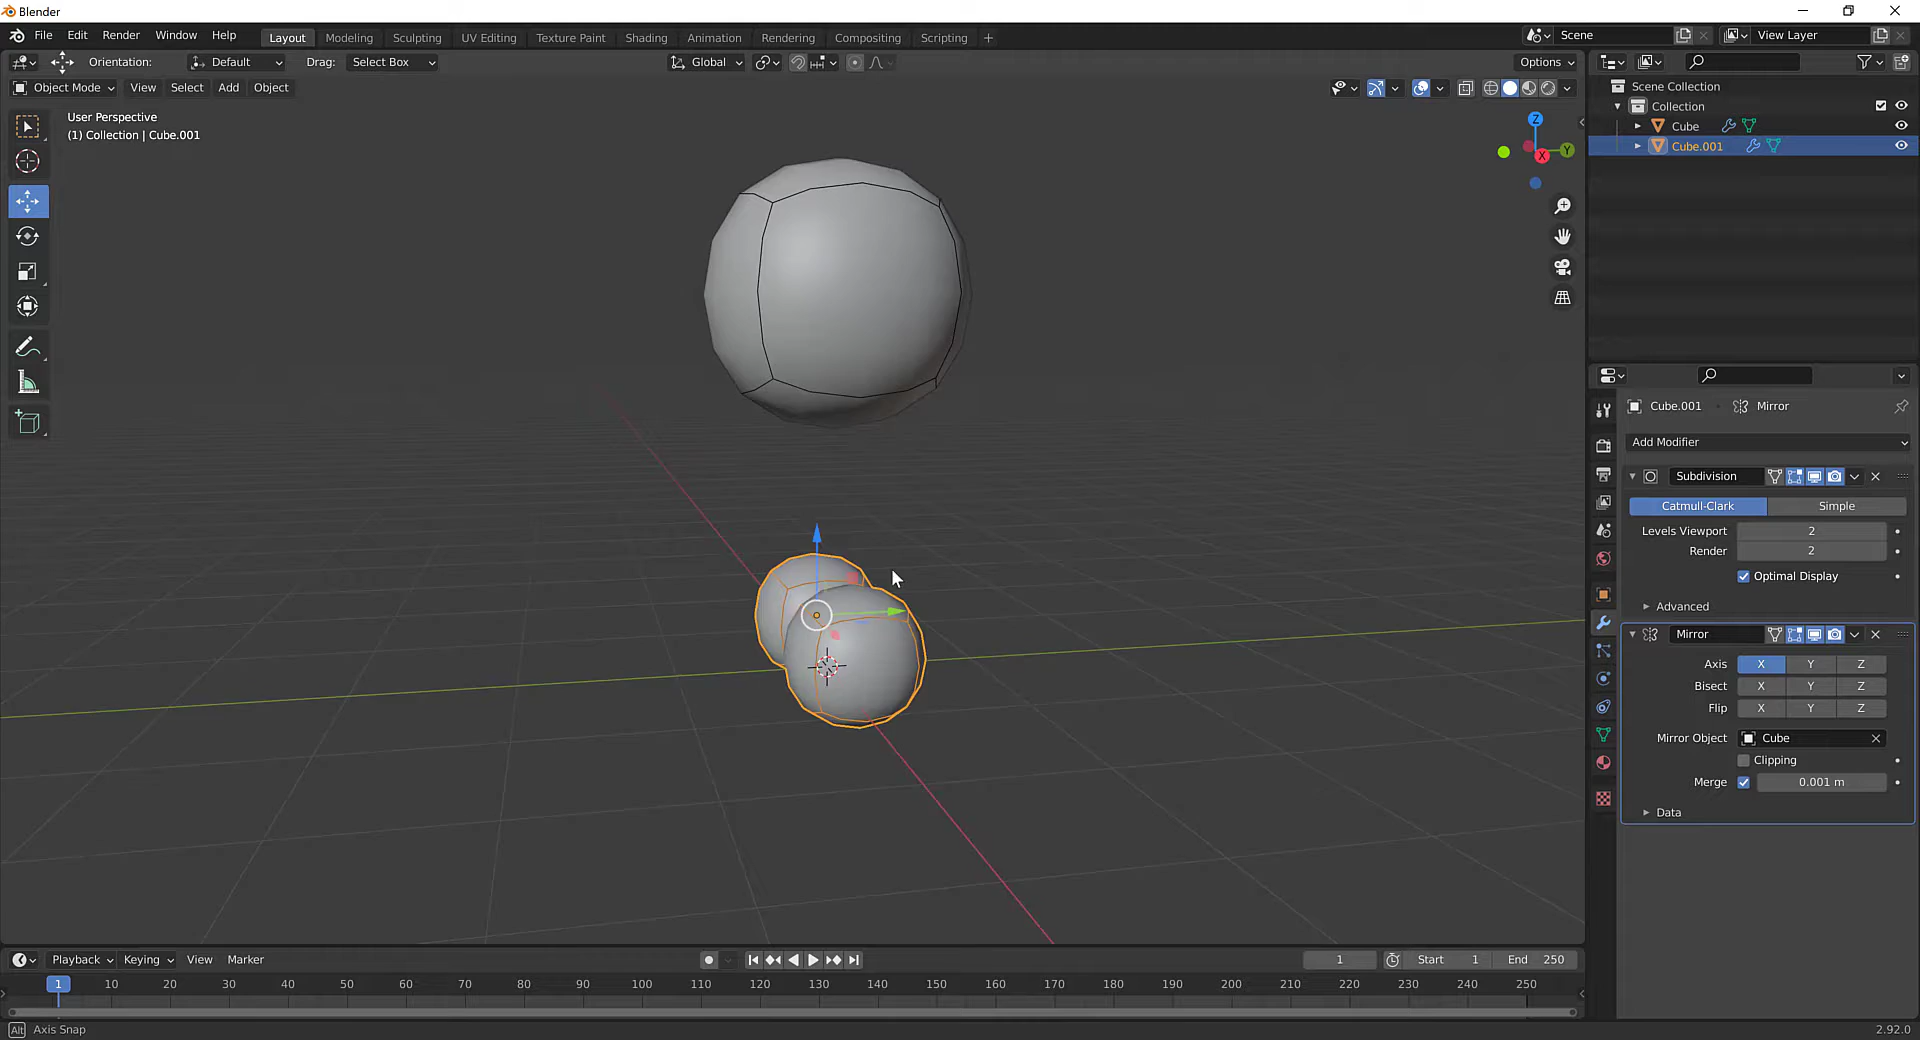 Blender
File Edit Render Window Help Layout Modeling Sculpting UV Editing Texture Paint Shading Animation Rendering Compositing Scripting + Scene View Layer
Orientation: Default Drag: Select Box Global Options
Object Mode View Select Add Object
Scene Collection
Collection
Cube
Cube.001
User Perspective
(1) Collection | Cube.001
Z
Y
X
Cube.001 Mirror
Add Modifier
Subdivision
Catmull-Clark Simple
Levels Viewport 2
Render 2
Optimal Display
Advanced
Mirror
Axis X Y Z
Bisect X Y Z
Flip X Y Z
Mirror Object Cube
Clipping
Merge 0.001 m
Data
Playback Keying View Marker 1 Start 1 End 250
1 10 20 30 40 50 60 70 80 90 100 110 120 130 140 150 160 170 180 190 200 210 220 230 240 250
Alt Axis Snap 2.92.0